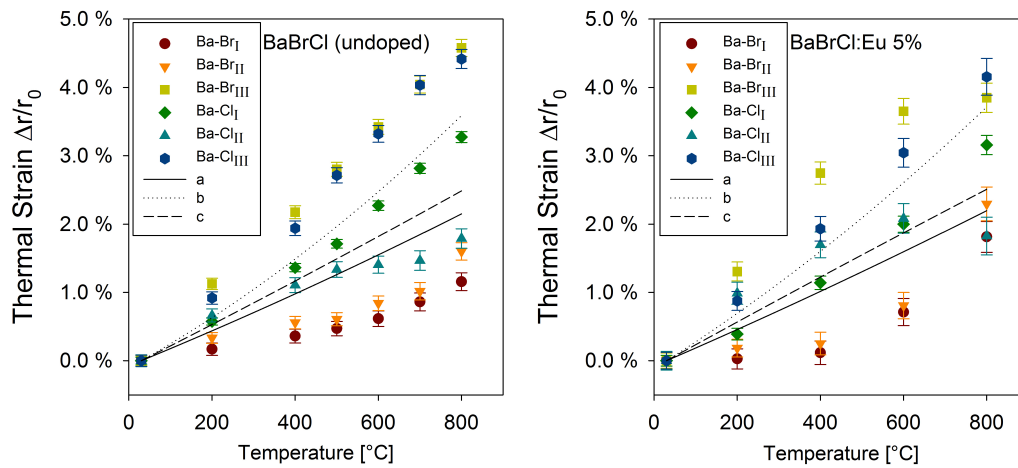 5.0 %
4.0 %
3.0 %
2.0 %
1.0 %
0.0 %
Thermal Strain Δr/r0
BaBrCl (undoped)
Ba-BrI
Ba-BrII
Ba-BrIII
Ba-ClI
Ba-ClII
Ba-ClIII
a
b
c
0 200 400 600 800
Temperature [°C]
5.0 %
4.0 %
3.0 %
2.0 %
1.0 %
0.0 %
Thermal Strain Δr/r0
BaBrCl:Eu 5%
Ba-BrI
Ba-BrII
Ba-BrIII
Ba-ClI
Ba-ClII
Ba-ClIII
a
b
c
0 200 400 600 800
Temperature [°C]